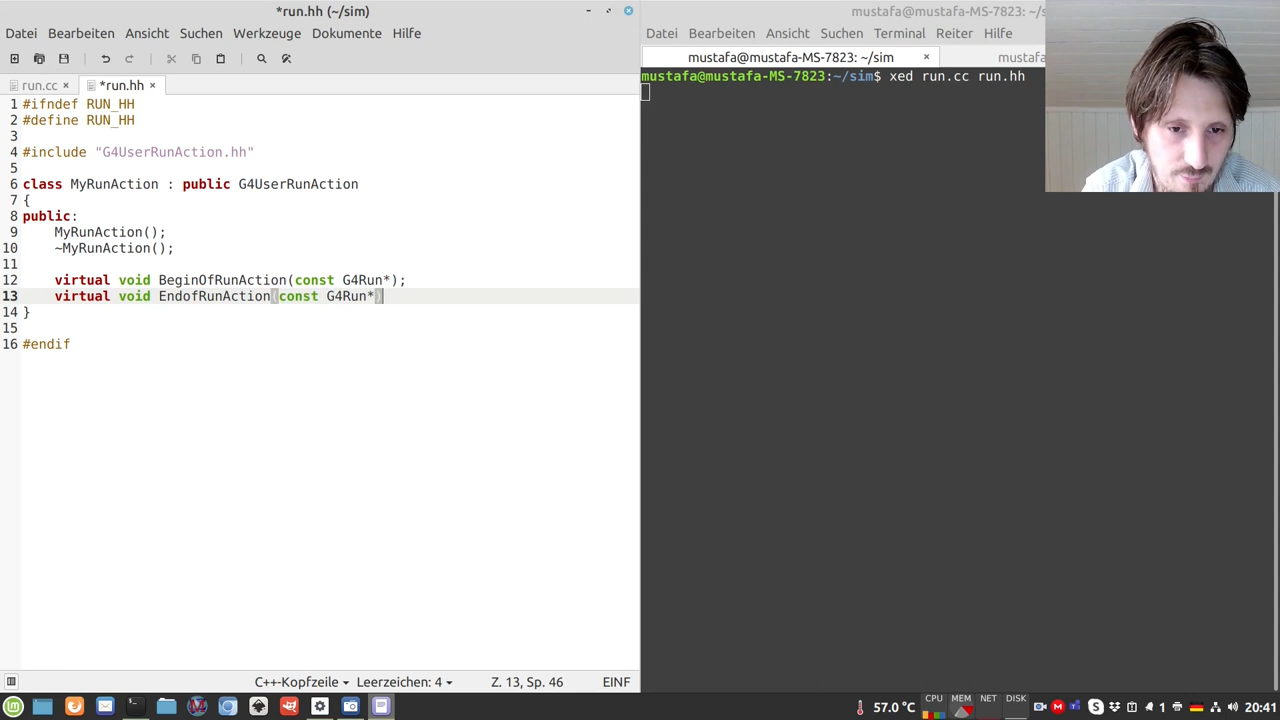 *run.hh (~/sim)
Datei Bearbeiten Ansicht Suchen Werkzeuge Dokumente Hilfe
run.cc × *run.hh ×
1 #ifndef RUN_HH
2 #define RUN_HH
3
4 #include "G4UserRunAction.hh"
5
6 class MyRunAction : public G4UserRunAction
7 {
8 public:
9 MyRunAction();
10 ~MyRunAction();
11
12 virtual void BeginOfRunAction(const G4Run*);
13 virtual void EndofRunAction(const G4Run*)
14 }
15
16 #endif
C++-Kopfzeile Leerzeichen: 4 Z. 13, Sp. 46 EINF
mustafa@mustafa-MS-7823: ~/sim
Datei Bearbeiten Ansicht Suchen Terminal Reiter Hilfe
mustafa@mustafa-MS-7823: ~/sim × mustaf
mustafa@mustafa-MS-7823:~/sim$ xed run.cc run.hh
57.0 °C CPU MEM NET DISK 1 20:41